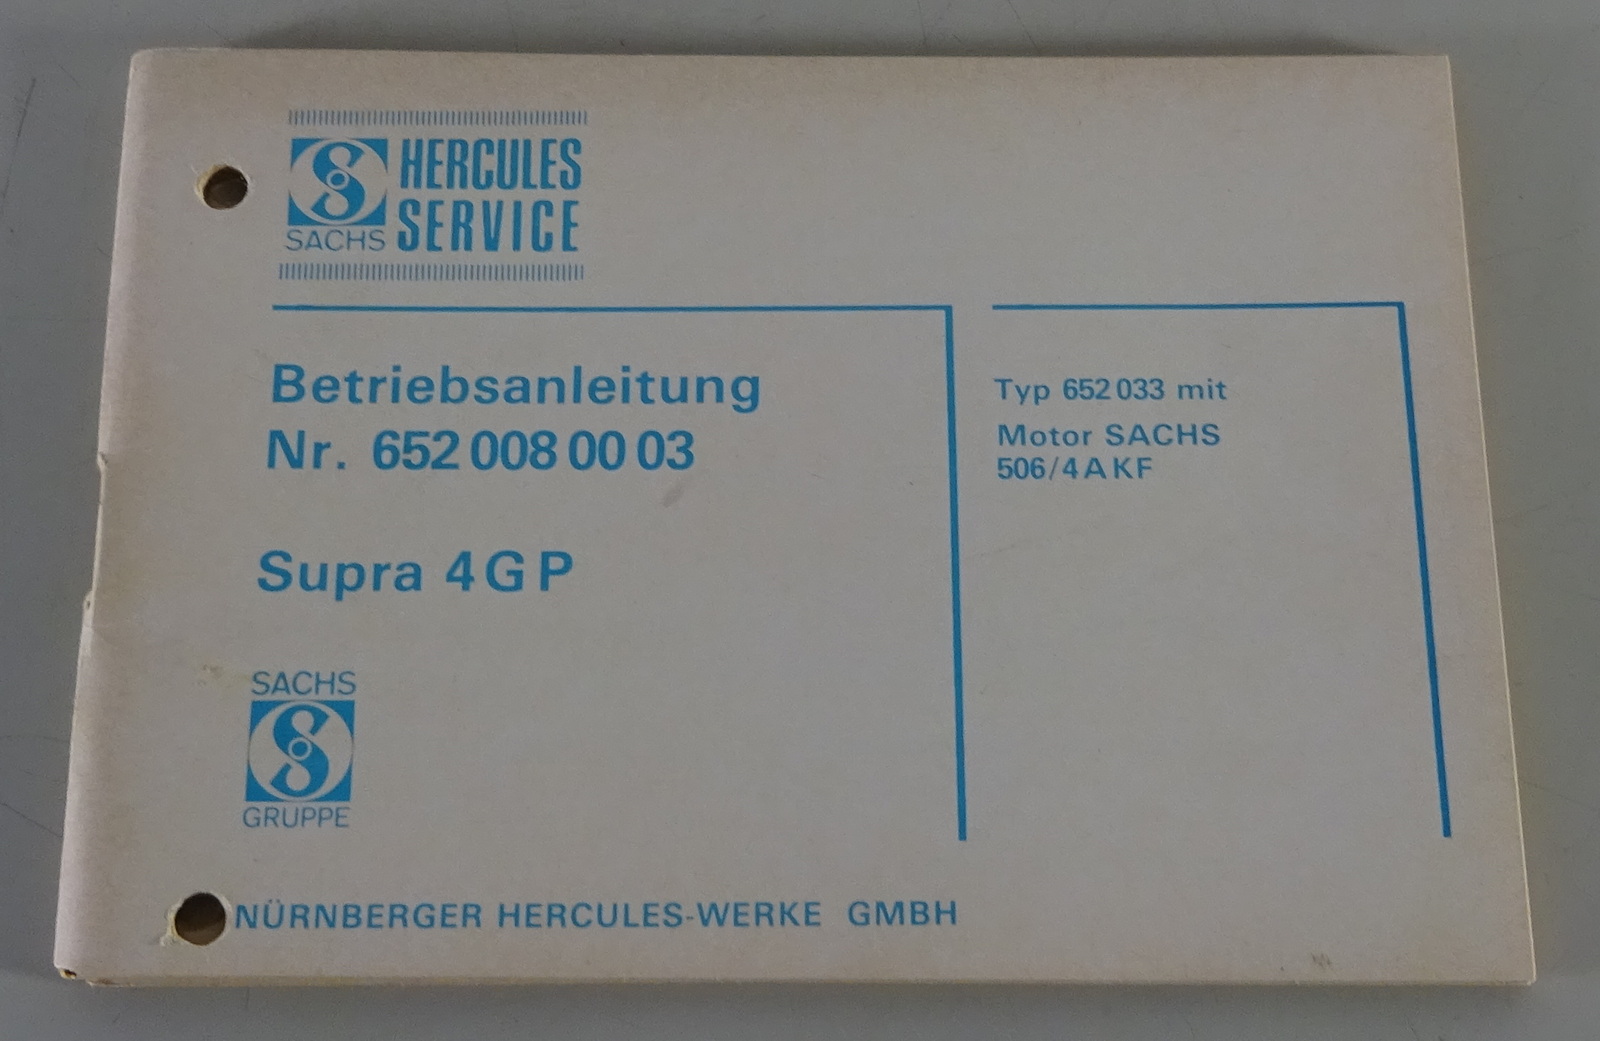 HERCULES
SERVICE
SACHS
Betriebsanleitung
Nr. 652 008 00 03
Supra 4 G P
Typ 652 033 mit
Motor SACHS
506/4 A KF
SACHS
GRUPPE
NÜRNBERGER HERCULES-WERKE GMBH